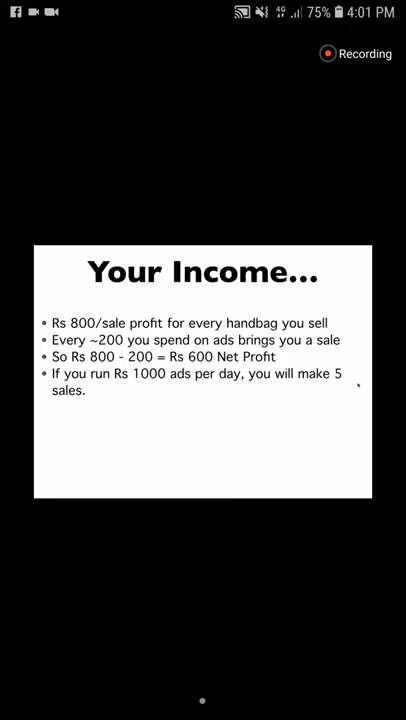 4G 75% 4:01 PM
Recording
Your Income...
• Rs 800/sale profit for every handbag you sell
• Every ~200 you spend on ads brings you a sale
• So Rs 800 - 200 = Rs 600 Net Profit
• If you run Rs 1000 ads per day, you will make 5
sales.